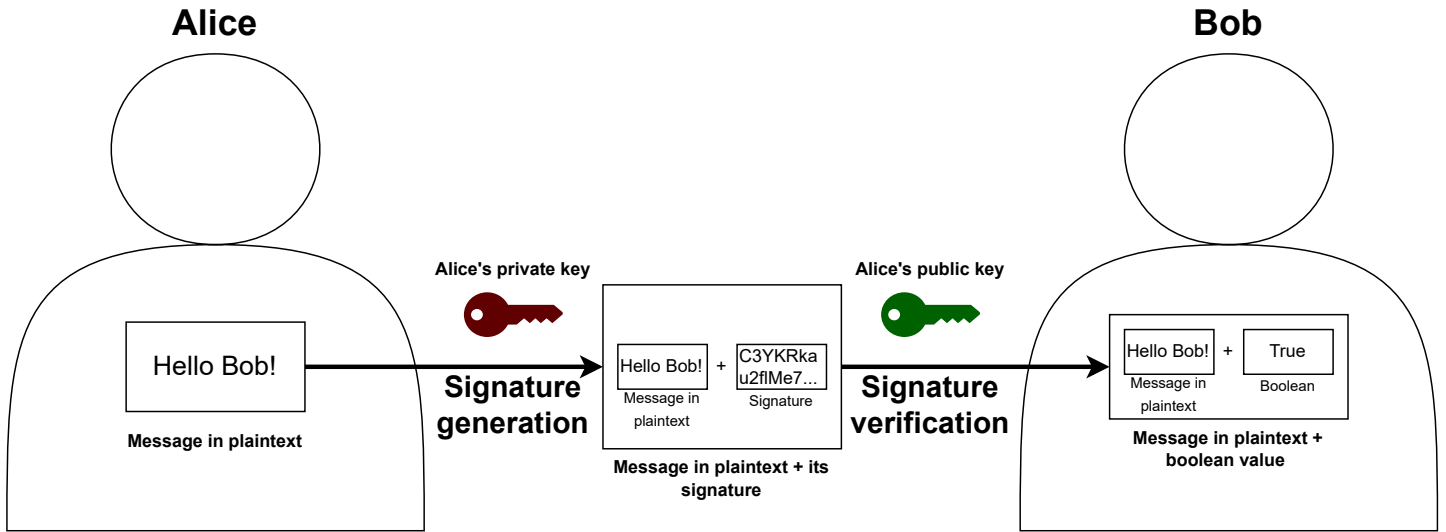 Alice
Bob
Alice's private key
Alice's public key
Hello Bob!
Message in plaintext
Signature
generation
Hello Bob!
+
C3YKRka
u2flMe7...
Message in
plaintext
Signature
Message in plaintext + its
signature
Signature
verification
Hello Bob!
+
True
Message in
plaintext
Boolean
Message in plaintext +
boolean value